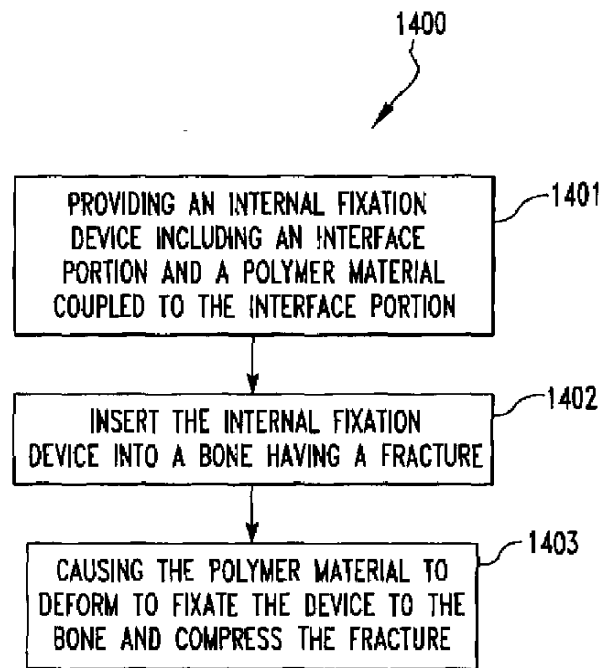 1400
PROVIDING AN INTERNAL FIXATION
DEVICE INCLUDING AN INTERFACE
PORTION AND A POLYMER MATERIAL
COUPLED TO THE INTERFACE PORTION
1401
INSERT THE INTERNAL FIXATION
DEVICE INTO A BONE HAVING A FRACTURE
1402
CAUSING THE POLYMER MATERIAL TO
DEFORM TO FIXATE THE DEVICE TO THE
BONE AND COMPRESS THE FRACTURE
1403